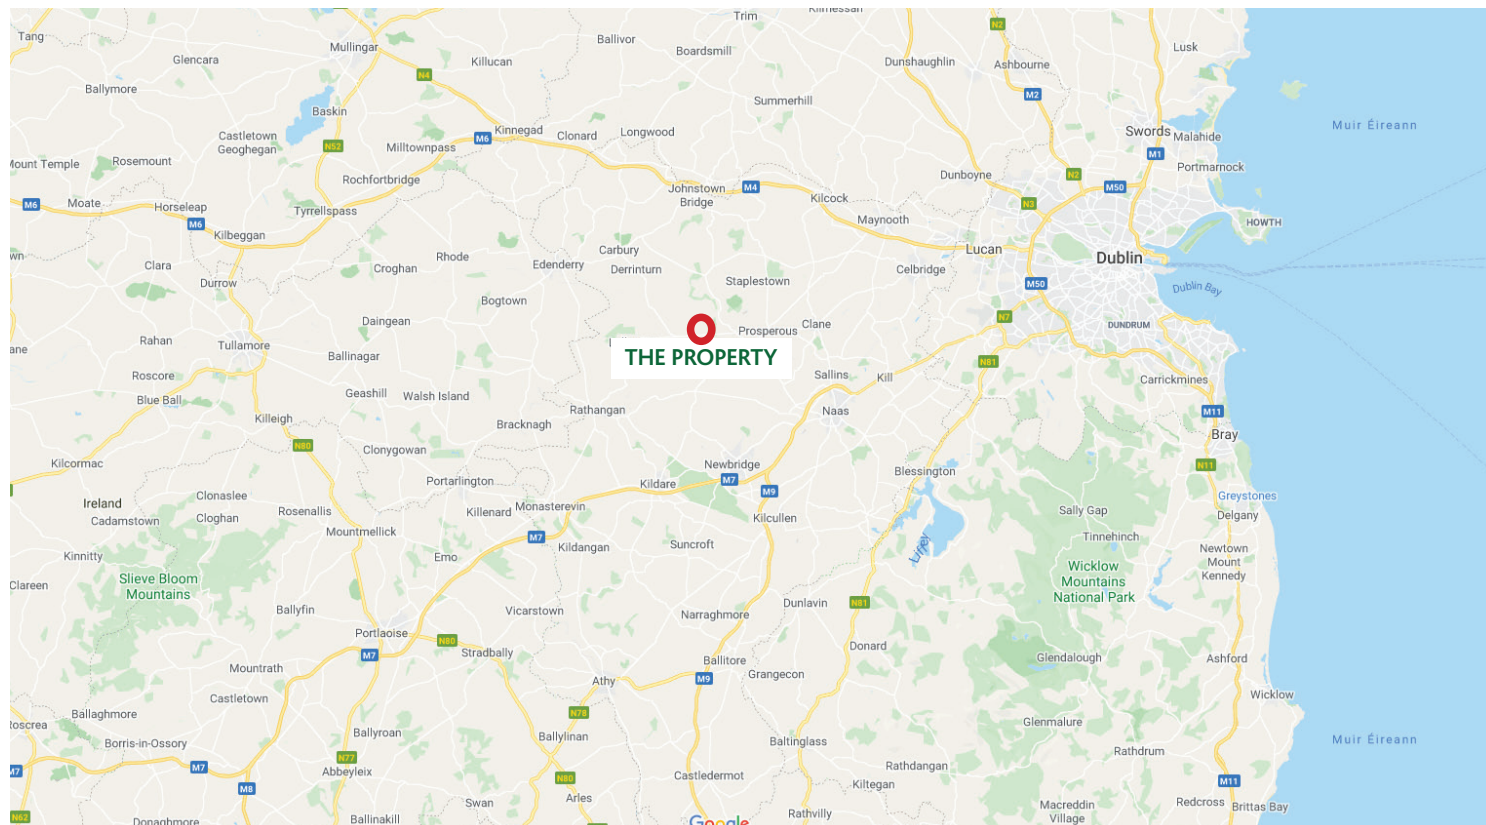 Trim
Kilmessan
N2
Tang
Mullingar
Ballivor
Boardsmill
Lusk
Glencara
Killucan
Dunshaughlin
Ashbourne
N4
Ballymore
M2
Summerhill
Baskin
Muir Éireann
Castletown
Geoghegan
Kinnegad
Clonard
Longwood
Swords
Malahide
M6
N52
Milltownpass
M1
Mount Temple
Rosemount
Portmarnock
Rochfortbridge
Dunboyne
N2
Johnstown
Bridge
M4
M50
Kilcock
M6
Moate
Horseleap
Tyrrellspass
N3
Maynooth
HOWTH
M6
Kilbeggan
Carbury
Lucan
Dublin
wn
Rhode
Clara
Croghan
Edenderry
Derrinturn
Celbridge
Durrow
Staplestown
M50
Dublin Bay
Bogtown
Daingean
N7
Clane
DUNDRUM
Prosperous
Rahan
Tullamore
ane
Ballinagar
THE PROPERTY
N81
Roscore
Sallins
Kill
Carrickmines
Geashill
Walsh Island
Blue Ball
Rathangan
Naas
M11
Killeigh
Bracknagh
Bray
N80
Clonygowan
Kilcormac
Newbridge
N11
Blessington
Portarlington
Kildare
M7
M9
Clonaslee
Greystones
Ireland
Rosenallis
Killenard
Monasterevin
Sally Gap
Delgany
Cadamstown
Cloghan
Kilcullen
Mountmellick
M7
Tinnehinch
Kildangan
Suncroft
Liffey
Newtown
Mount
Kennedy
Kinnitty
Emo
Wicklow
Mountains
National Park
Clareen
Slieve Bloom
Mountains
Ballyfin
Vicarstown
Narraghmore
Dunlavin
N81
Portlaoise
N80
Stradbally
M7
Donard
Ballitore
Glendalough
Ashford
Mountrath
Grangecon
Athy
M9
Castletown
Wicklow
Ballaghmore
N78
Roscrea
Glenmalure
Ballyroan
Ballylinan
Borris-in-Ossory
Baltinglass
Muir Éireann
Rathdrum
N77
M7
M7
Abbeyleix
Rathdangan
N80
Castledermot
M11
M8
Kiltegan
Arles
Swan
Macreddin
Village
Redcross
Brittas Bay
N62
Rathvilly
Donaghmore
Ballinakill
Google